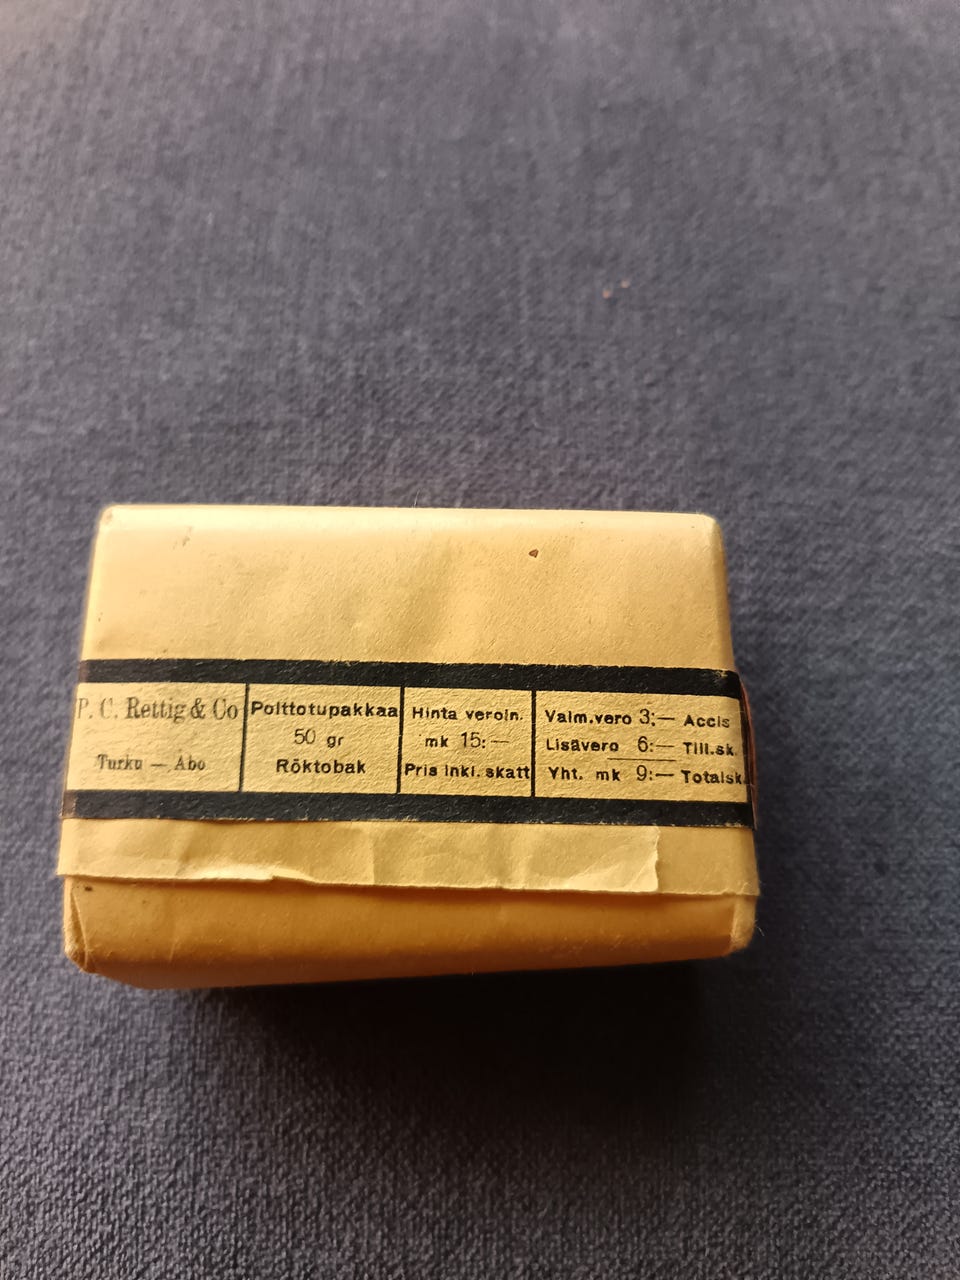 P. C. Rettig & Co
Turku — Åbo
Polttotupakkaa
50 gr
Röktobak
Hinta veroin.
mk 15:—
Pris inkl. skatt
Valm.vero 3:— Accis
Lisävero 6:— Till.sk.
Yht. mk 9:— Totalsk.